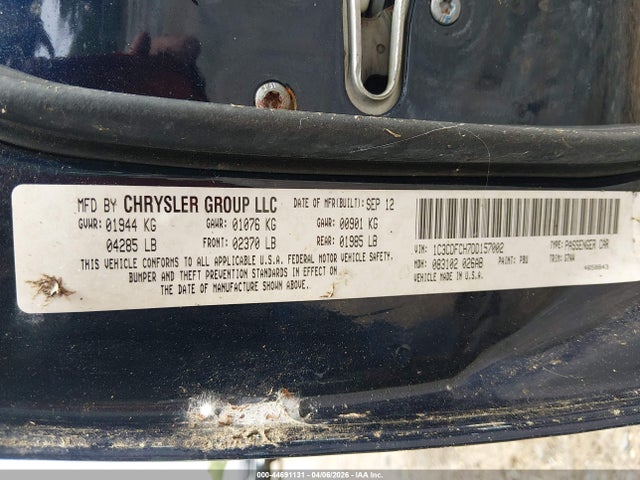 MFD BY CHRYSLER GROUP LLC DATE OF MFR(BUILT): SEP 12
GVWR: 01944 KG GAWR: 01076 KG GAWR: 00901 KG
04285 LB FRONT: 02370 LB REAR: 01985 LB
THIS VEHICLE CONFORMS TO ALL APPLICABLE U.S.A. FEDERAL MOTOR VEHICLE SAFETY,
BUMPER AND THEFT PREVENTION STANDARDS IN EFFECT ON
THE DATE OF MANUFACTURE SHOWN ABOVE.
VIN: 1C3CDFCH7DD157002 TYPE: PASSENGER CAR
MDH: 083102 026AB PAINT: PBU TRIM:
MADE IN U.S.A.
000-44691131 - 04/06/2026 - IAAI.COM